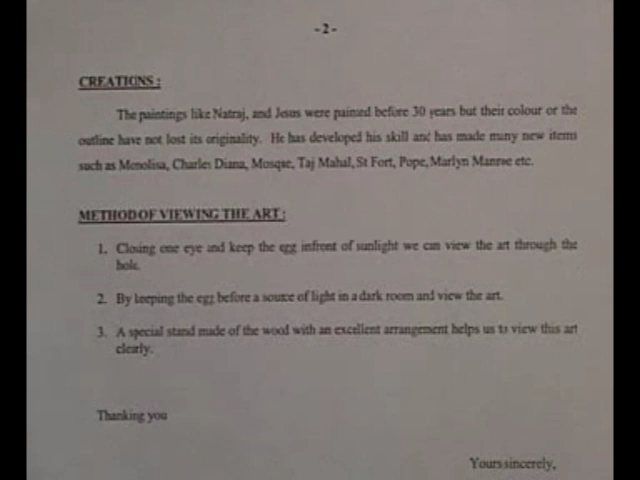 -2-
CREATIONS :
The paintings like Natraj, and Jesus were painted before 30 years but their colour or the
outline have not lost its originality. He has developed his skill and has made many new items
such as Monolisa, Charles Diana, Mosque, Taj Mahal, St Fort, Pope, Marlyn Manroe etc.
METHOD OF VIEWING THE ART :
1. Closing one eye and keep the egg infront of sunlight we can view the art through the
hole.
2. By keeping the egg before a source of light in a dark room and view the art.
3. A special stand made of the wood with an excellent arrangement helps us to view this art
clearly.
Thanking you
Yours sincerely,